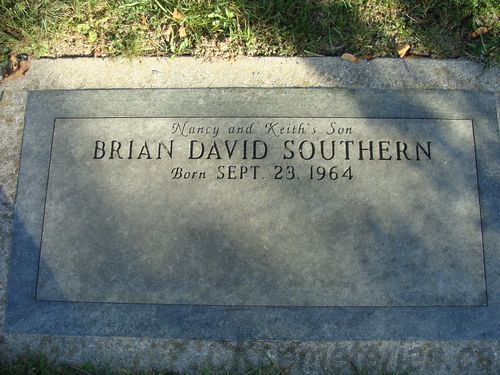 Nancy and Keith's Son
BRIAN DAVID SOUTHERN
Born SEPT. 23, 1964